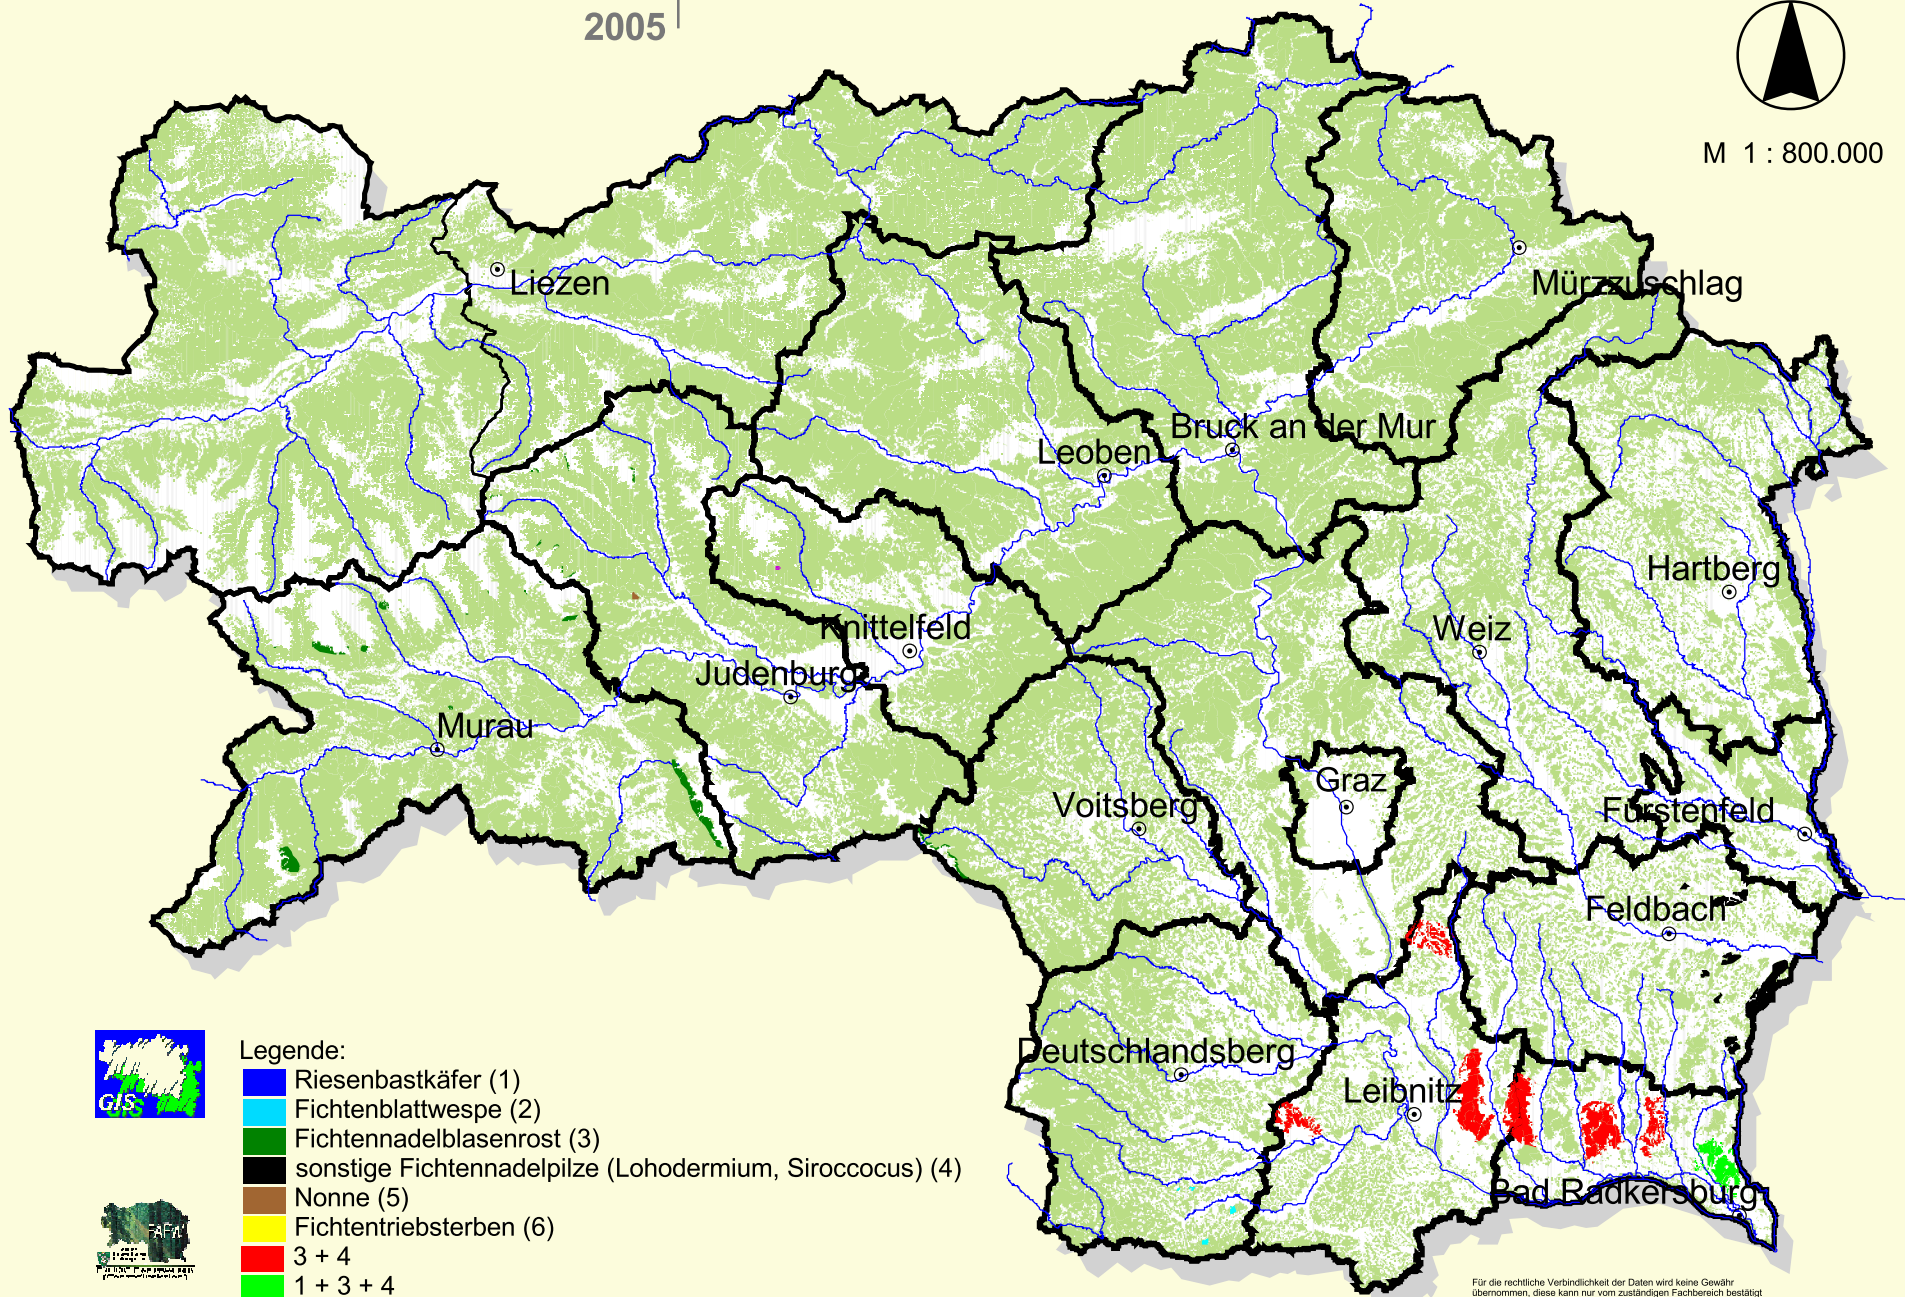 2005
M 1 : 800.000
Liezen
Mürzzuschlag
Bruck an der Mur
Leoben
Hartberg
Knittelfeld
Weiz
Judenburg
Murau
Graz
Voitsberg
Fürstenfeld
Feldbach
Deutschlandsberg
Leibnitz
Bad Radkersburg
GIS
Legende:
Riesenbastkäfer (1)
Fichtenblattwespe (2)
Fichtennadelblasenrost (3)
sonstige Fichtennadelpilze (Lohodermium, Siroccocus) (4)
Nonne (5)
Fichtentriebsterben (6)
3 + 4
1 + 3 + 4
Für die rechtliche Verbindlichkeit der Daten wird keine Gewähr
übernommen, diese kann nur vom zuständigen Fachbereich bestätigt